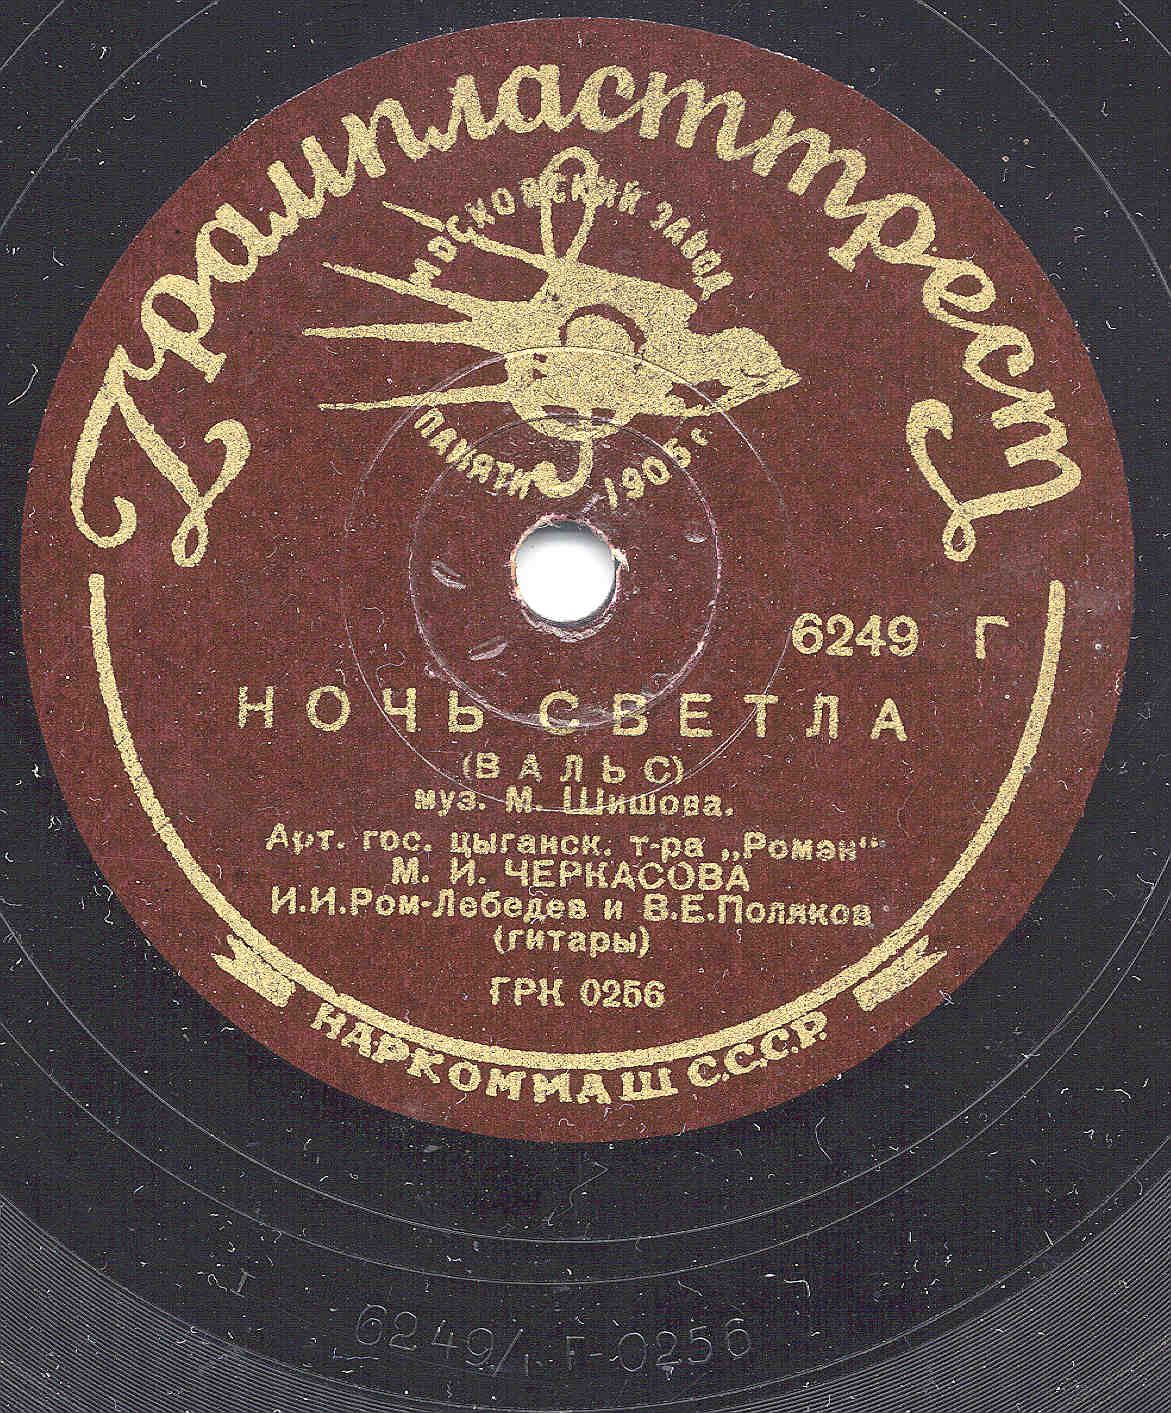 Грампласттрест
МОСКОВСКИЙ ЗАВОД
ПАМЯТИ 1905 г.
6249 Г
НОЧЬ СВЕТЛА
(ВАЛЬС)
муз. М. Шишова.
Арт. гос. цыганск. т-ра „Ромэн“
М. И. ЧЕРКАСОВА
И.И.Ром-Лебедев и В.Е.Поляков
(гитары)
ГРК 0256
НАРКОММАШ С.С.С.Р.
6249/1 Г-0256